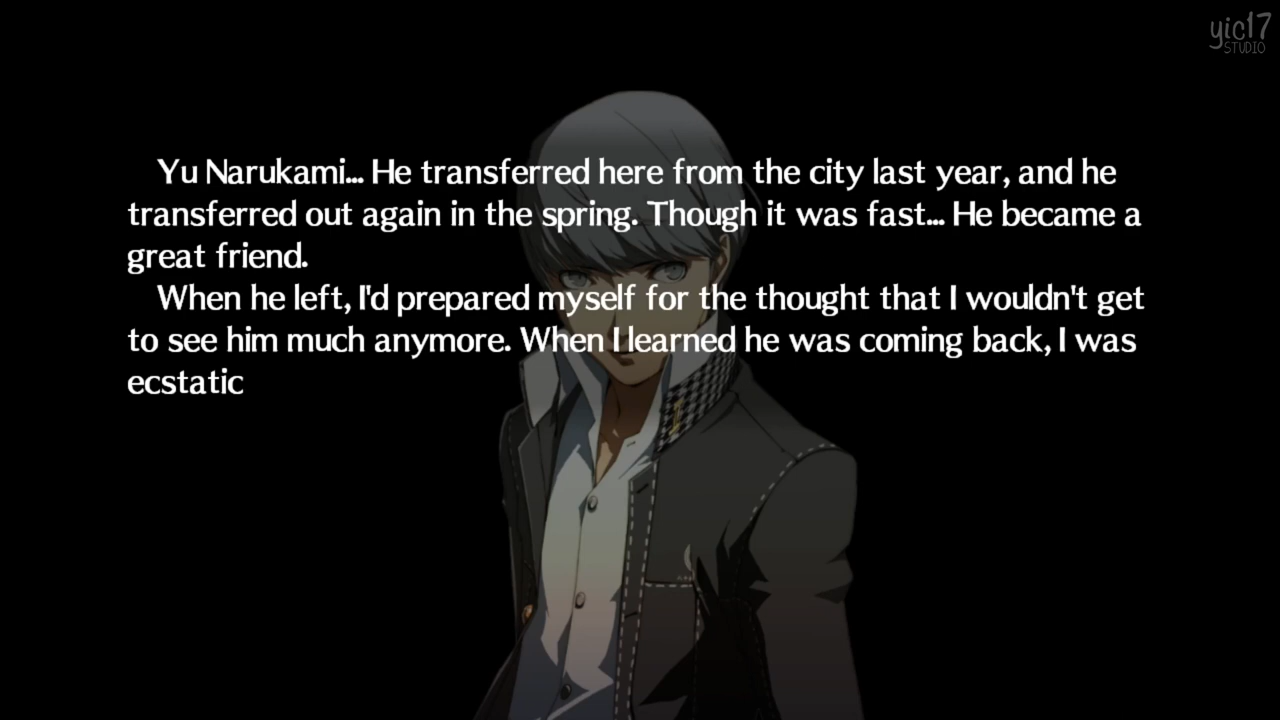 yic17
STUDIO
Yu Narukami... He transferred here from the city last year, and he
transferred out again in the spring. Though it was fast... He became a
great friend.
When he left, I'd prepared myself for the thought that I wouldn't get
to see him much anymore. When I learned he was coming back, I was
ecstatic